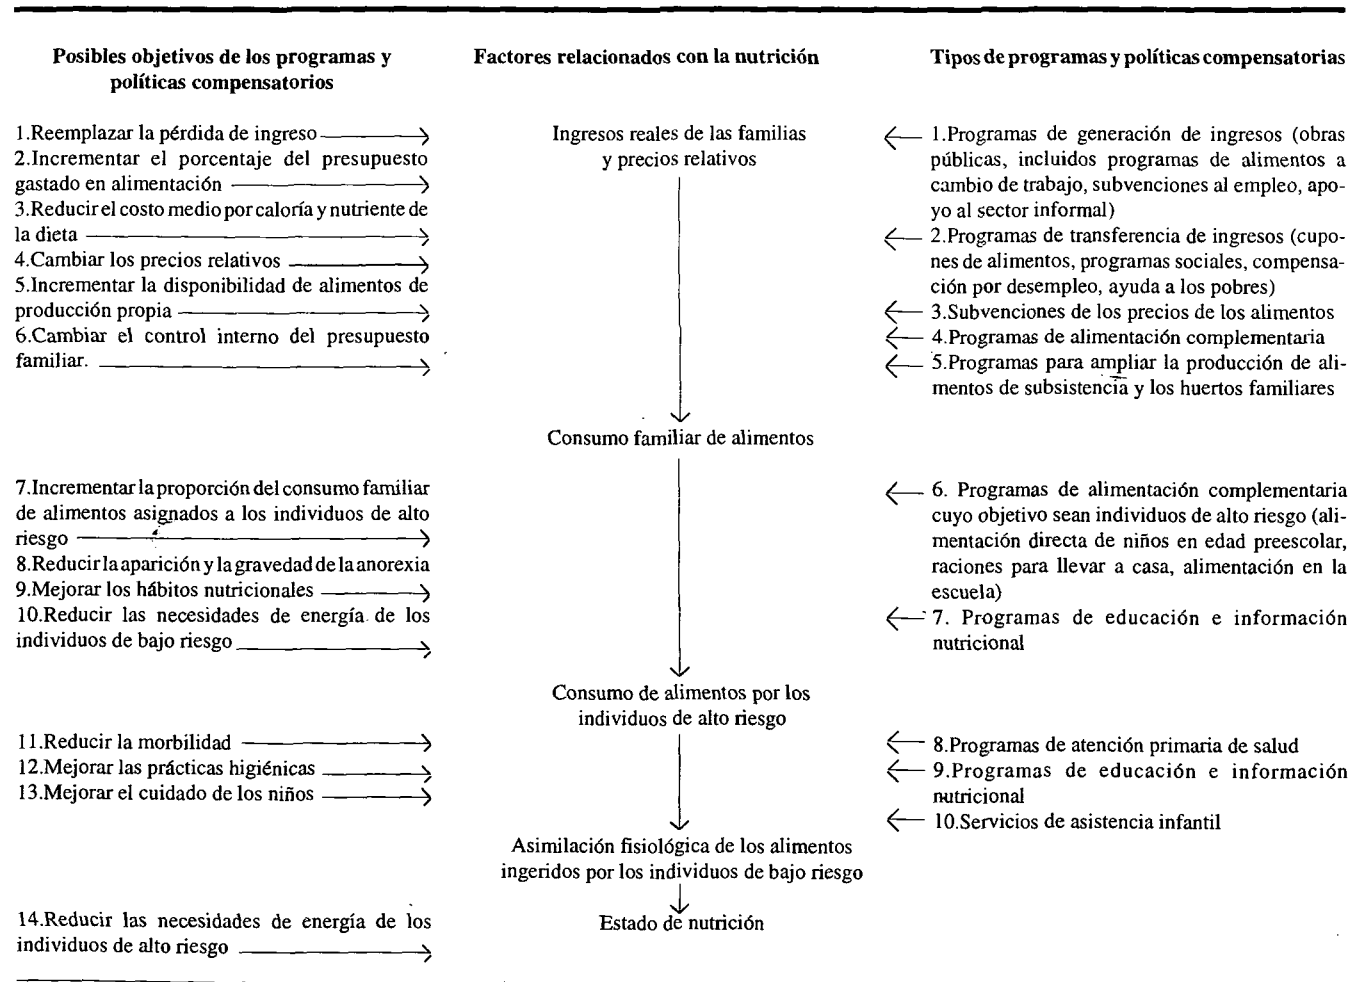 Posibles objetivos de los programas y
políticas compensatorios
1.Reemplazar la pérdida de ingreso
2.Incrementar el porcentaje del presupuesto
gastado en alimentación
3.Reducir el costo medio por caloría y nutriente de
la dieta
4.Cambiar los precios relativos
5.Incrementar la disponibilidad de alimentos de
producción propia
6.Cambiar el control interno del presupuesto
familiar.
7.Incrementar la proporción del consumo familiar
de alimentos asignados a los individuos de alto
riesgo
8.Reducir la aparición y la gravedad de la anorexia
9.Mejorar los hábitos nutricionales
10.Reducir las necesidades de energía de los
individuos de bajo riesgo
11.Reducir la morbilidad
12.Mejorar las prácticas higiénicas
13.Mejorar el cuidado de los niños
14.Reducir las necesidades de energía de los
individuos de alto riesgo
Factores relacionados con la nutrición
Ingresos reales de las familias
y precios relativos
Consumo familiar de alimentos
Consumo de alimentos por los
individuos de alto riesgo
Asimilación fisiológica de los alimentos
ingeridos por los individuos de bajo riesgo
Estado de nutrición
Tipos de programas y políticas compensatorias
1.Programas de generación de ingresos (obras
públicas, incluidos programas de alimentos a
cambio de trabajo, subvenciones al empleo, apo-
yo al sector informal)
2.Programas de transferencia de ingresos (cupo-
nes de alimentos, programas sociales, compensa-
ción por desempleo, ayuda a los pobres)
3.Subvenciones de los precios de los alimentos
4.Programas de alimentación complementaria
5.Programas para ampliar la producción de ali-
mentos de subsistencia y los huertos familiares
6. Programas de alimentación complementaria
cuyo objetivo sean individuos de alto riesgo (ali-
mentación directa de niños en edad preescolar,
raciones para llevar a casa, alimentación en la
escuela)
7. Programas de educación e información
nutricional
8.Programas de atención primaria de salud
9.Programas de educación e información
nutricional
10.Servicios de asistencia infantil